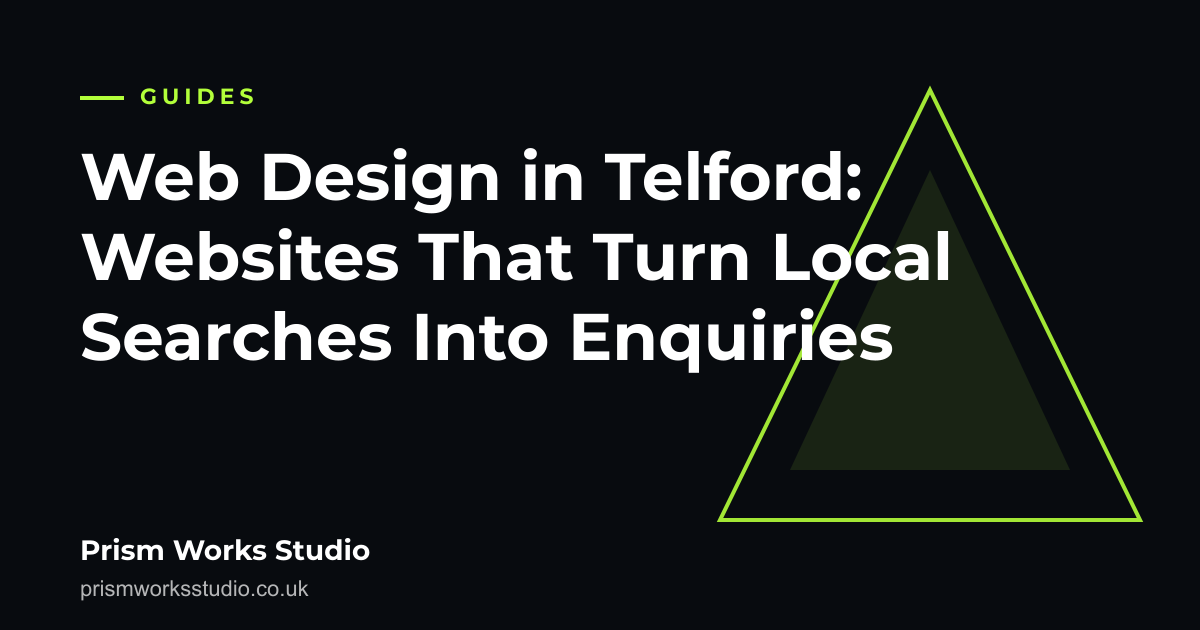 GUIDES
Web Design in Telford:
Websites That Turn Local
Searches Into Enquiries
Prism Works Studio
prismworksstudio.co.uk